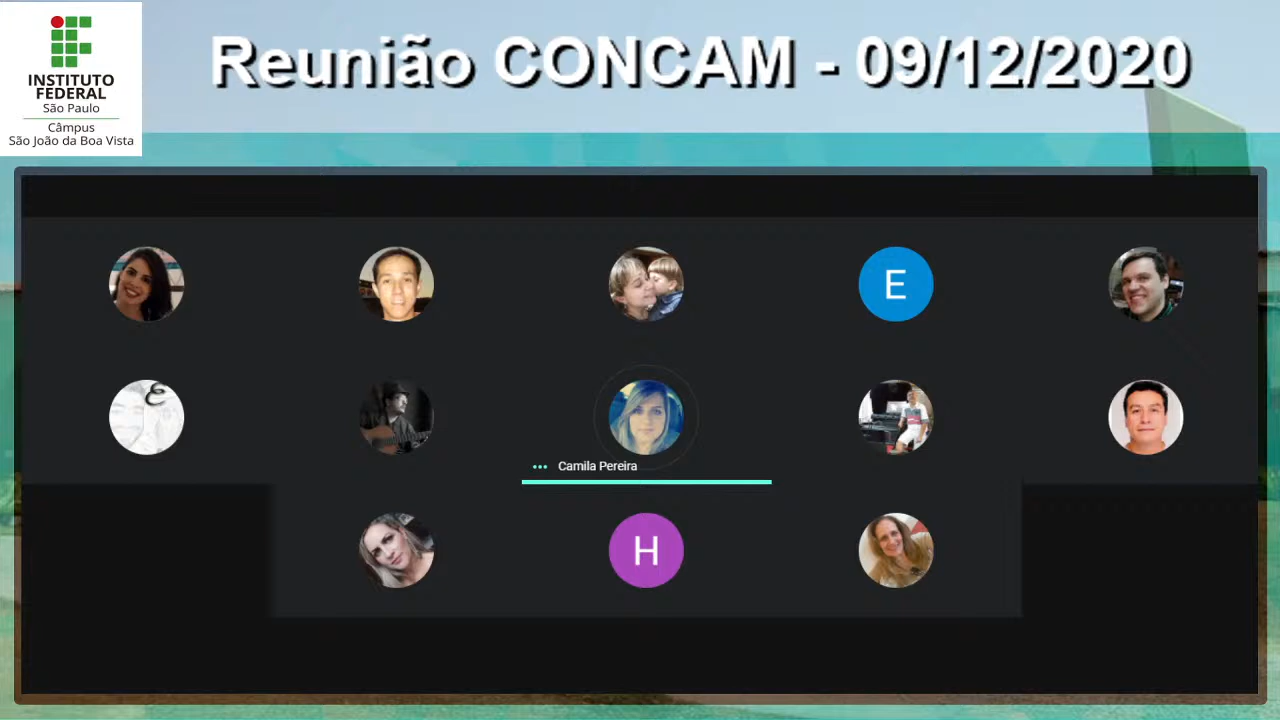 Reunião CONCAM - 09/12/2020
INSTITUTO
FEDERAL
São Paulo
Câmpus
São João da Boa Vista
E
ε
Camila Pereira
H